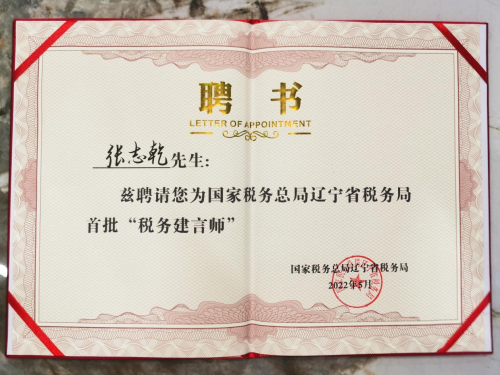 聘 书
LETTER OF APPOINTMENT
张志乾先生:
兹聘请您为国家税务总局辽宁省税务局
首批“税务建言师”
国家税务总局辽宁省税务局
2022年5月